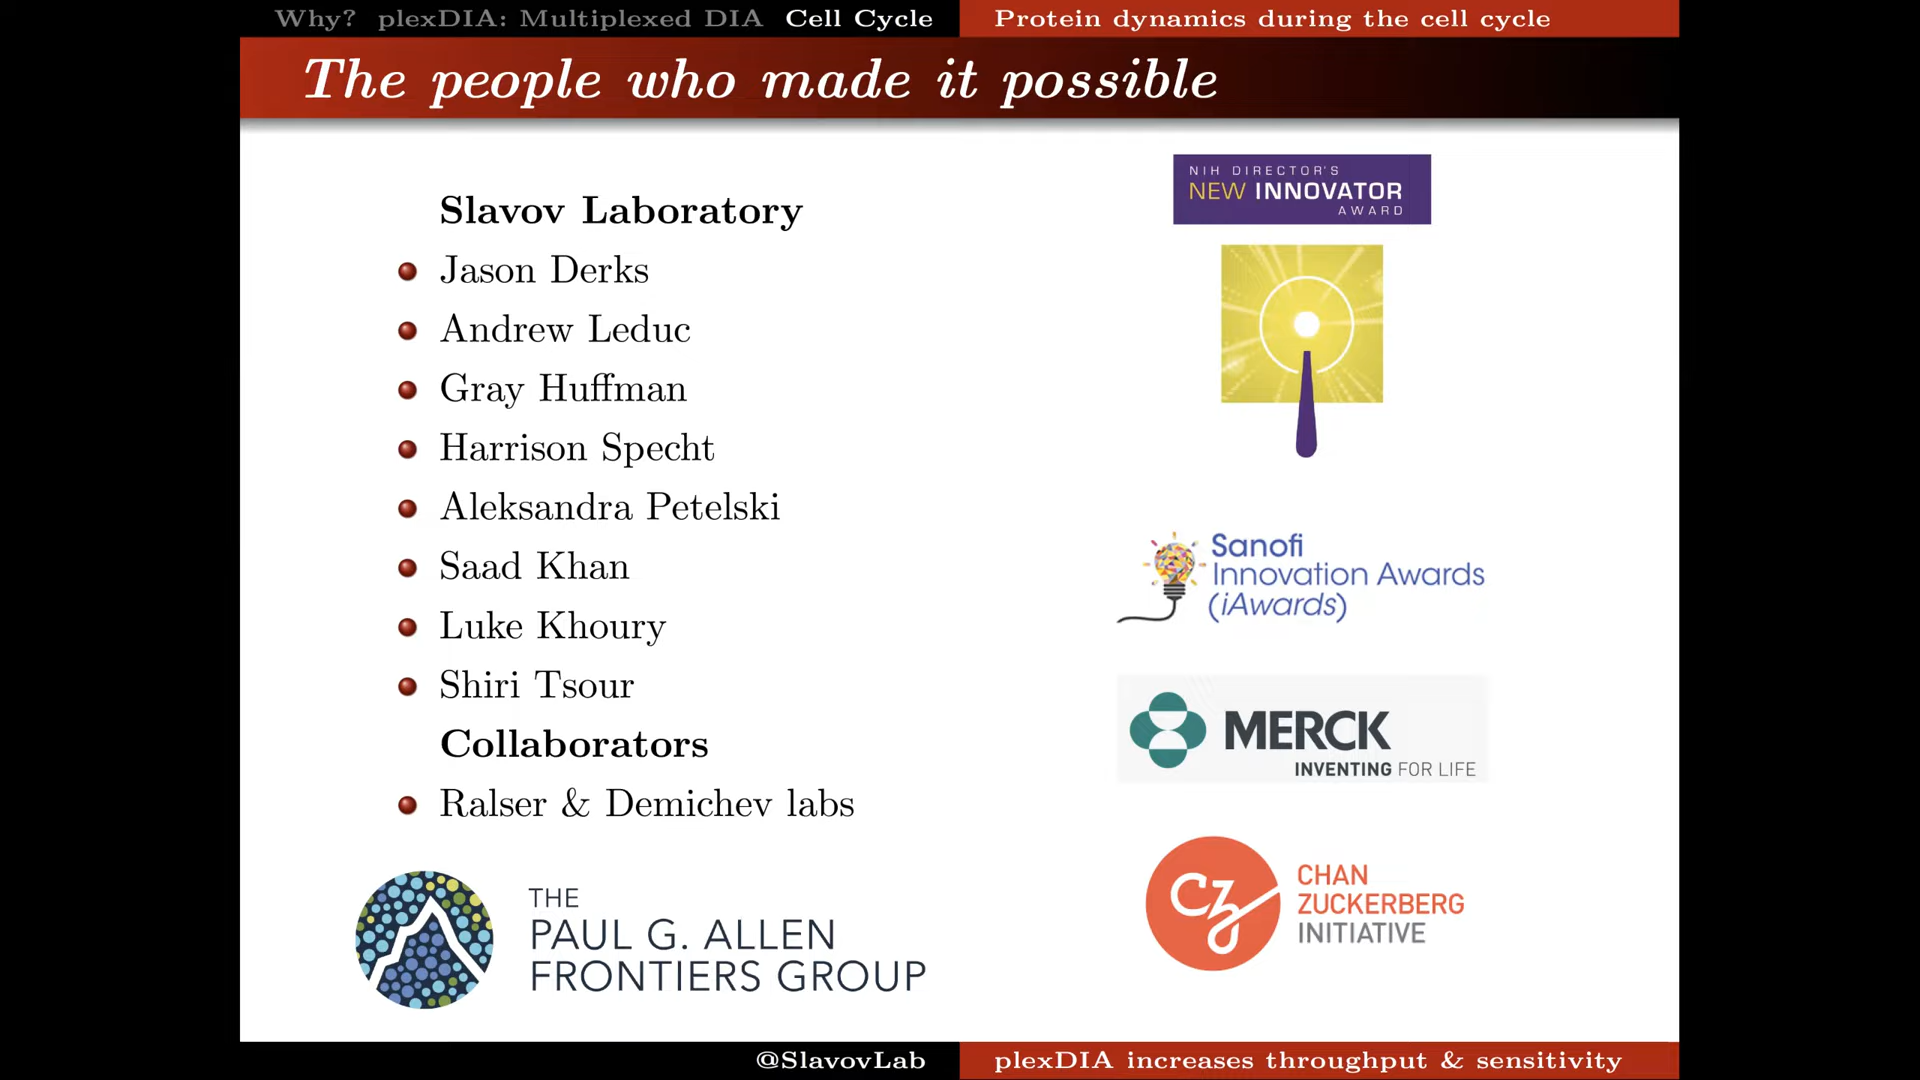 Why? plexDIA: Multiplexed DIA Cell Cycle
Protein dynamics during the cell cycle
The people who made it possible
Slavov Laboratory
Jason Derks
Andrew Leduc
Gray Huffman
Harrison Specht
Aleksandra Petelski
Saad Khan
Luke Khoury
Shiri Tsour
Collaborators
Ralser & Demichev labs
THE
PAUL G. ALLEN
FRONTIERS GROUP
NIH DIRECTOR'S
NEW INNOVATOR
AWARD
Sanofi
Innovation Awards
(iAwards)
MERCK
INVENTING FOR LIFE
CZ
CHAN
ZUCKERBERG
INITIATIVE
@SlavovLab
plexDIA increases throughput & sensitivity